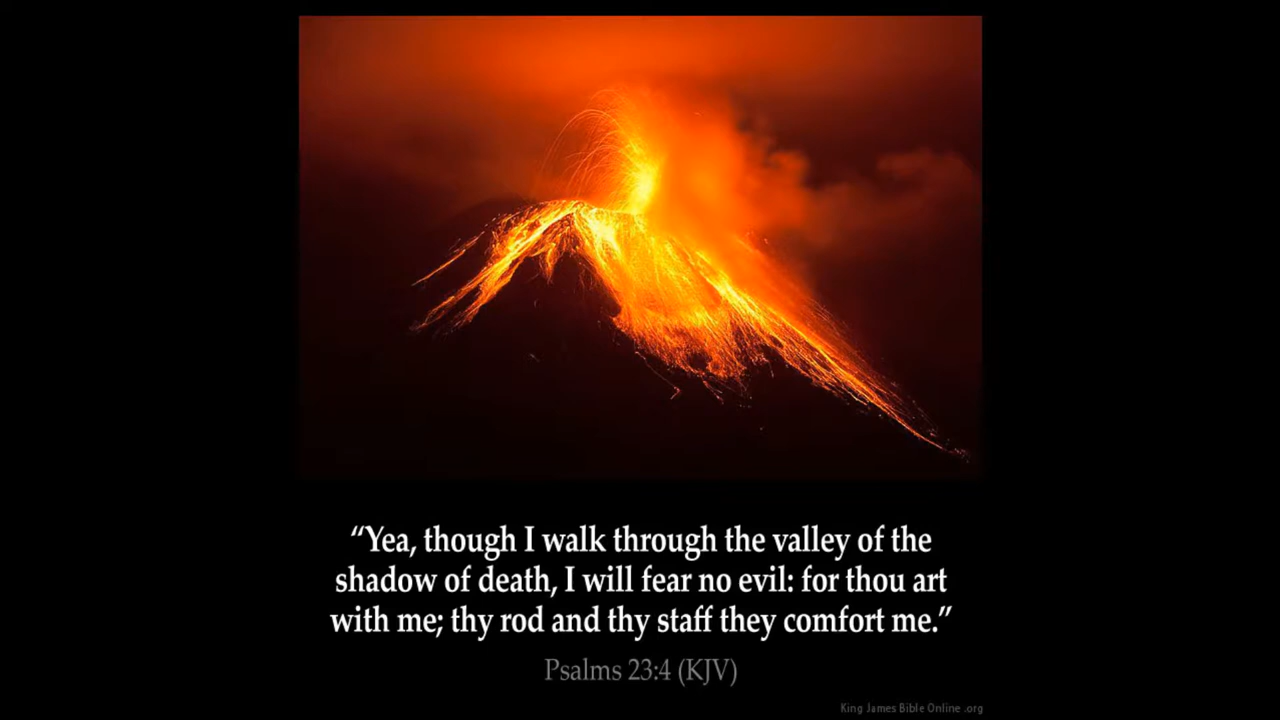 “Yea, though I walk through the valley of the
shadow of death, I will fear no evil: for thou art
with me; thy rod and thy staff they comfort me.”
Psalms 23:4 (KJV)
King James Bible Online .org